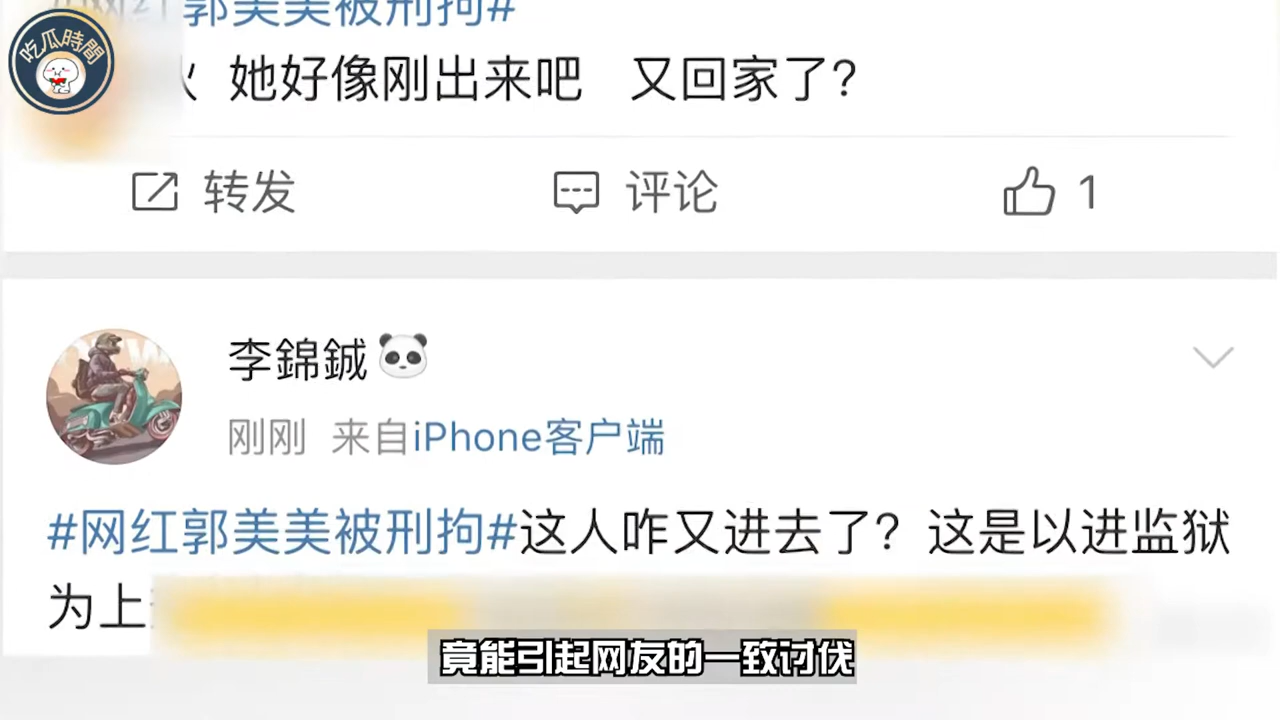 郭美美被刑拘#
吃瓜時間
她好像刚出来吧 又回家了?
转发 评论 1
李錦鋮
刚刚 来自iPhone客户端
#网红郭美美被刑拘#这人咋又进去了?这是以进监狱
为上
竟能引起网友的一致讨伐